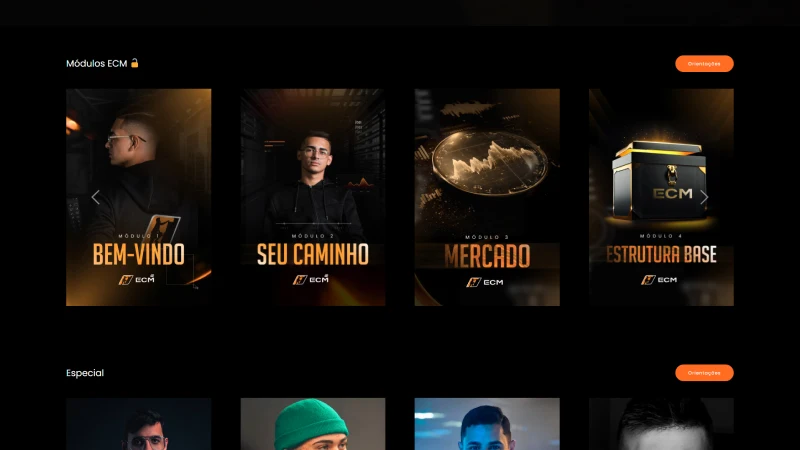 Módulos ECM
Orientações
MÓDULO 1
BEM-VINDO
ECM
MÓDULO 2
SEU CAMINHO
ECM
MÓDULO 3
MERCADO
ECM
ECM
MÓDULO 4
ESTRUTURA BASE
ECM
Especial
Orientações